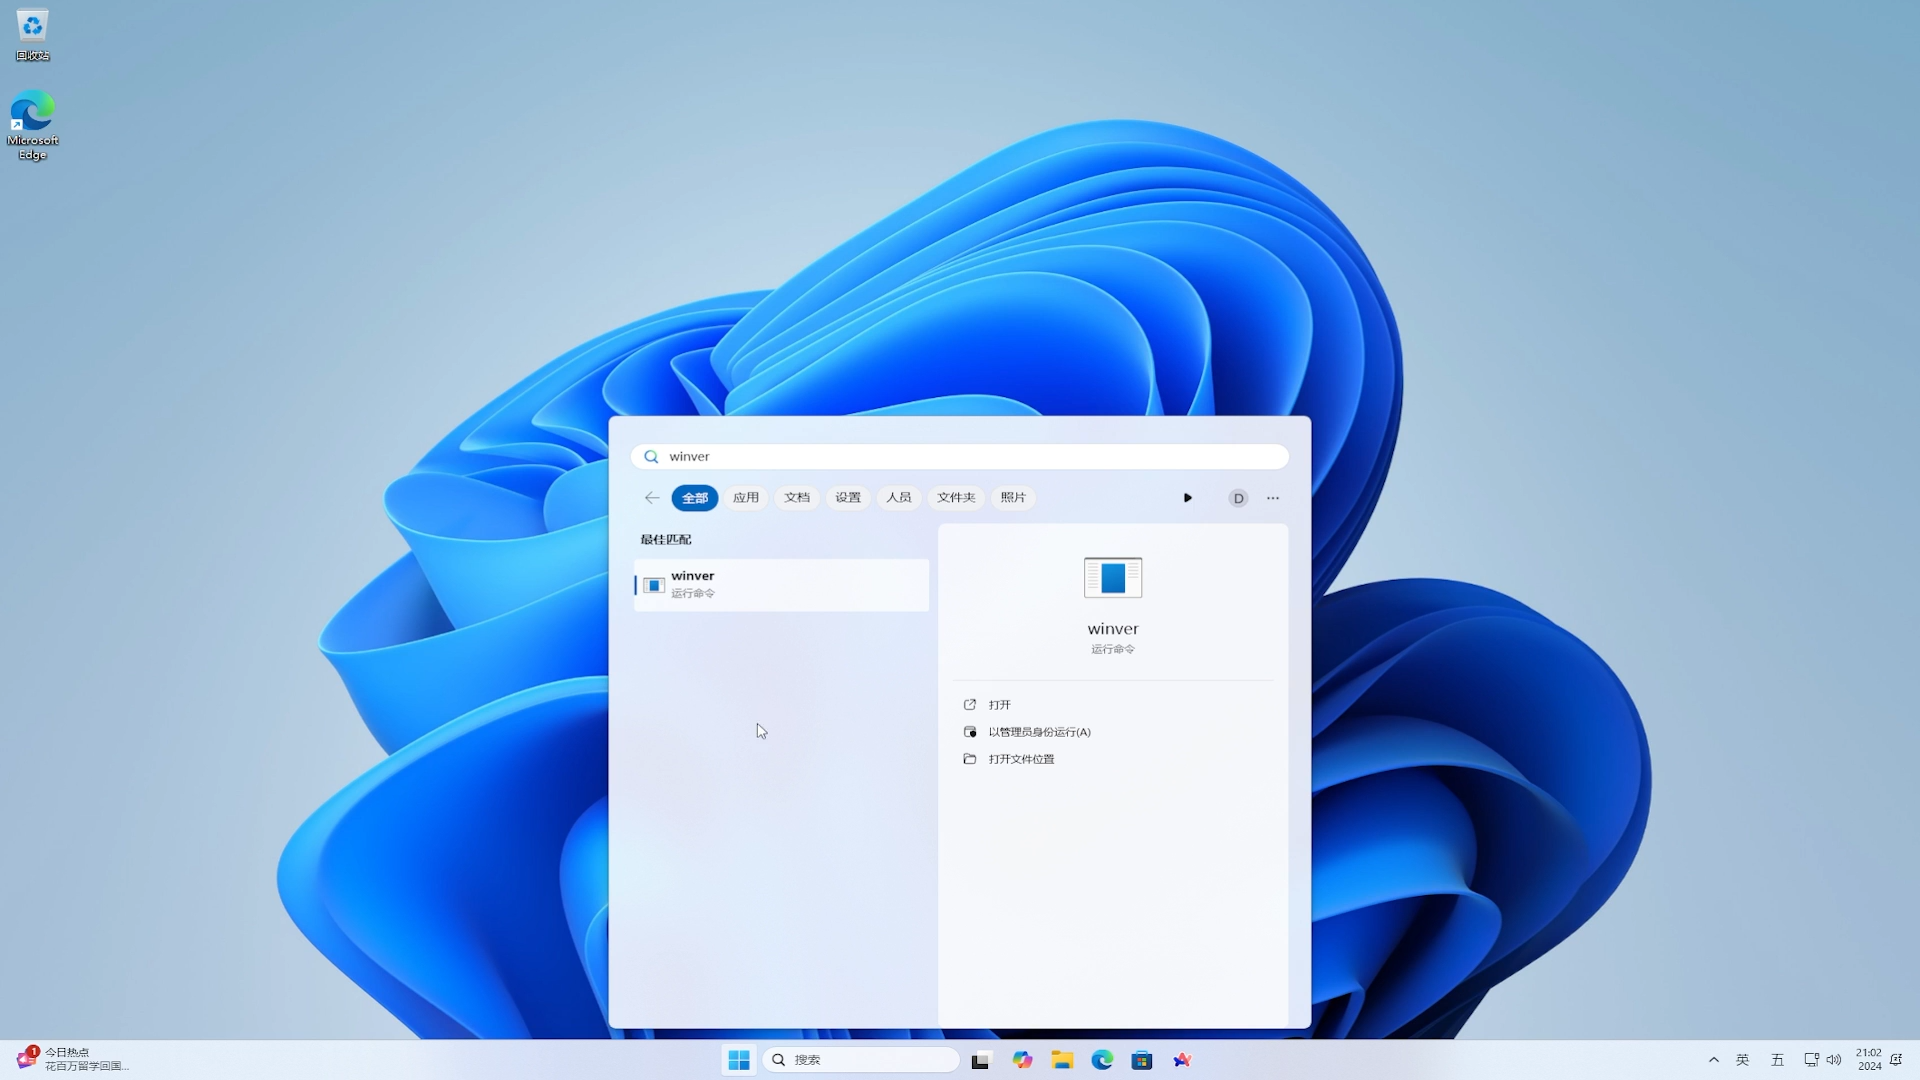 回收站
Microsoft
Edge
winver
全部 应用 文档 设置 人员 文件夹 照片 D
最佳匹配
winver
运行命令
winver
运行命令
打开
以管理员身份运行(A)
打开文件位置
1
今日热点
花百万留学回国...
搜索
英 五
21:02
2024